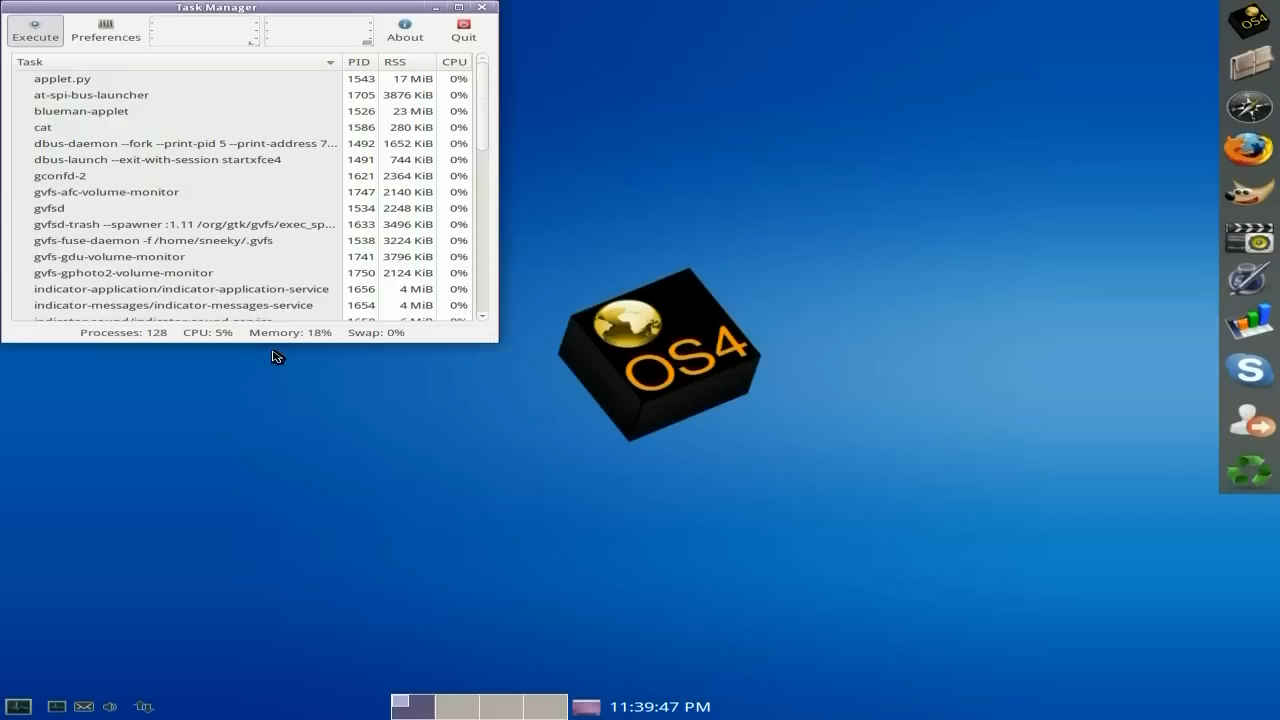 Task Manager
Execute Preferences About Quit
Task PID RSS CPU
applet.py 1543 17 MiB 0%
at-spi-bus-launcher 1705 3876 KiB 0%
blueman-applet 1526 23 MiB 0%
cat 1586 280 KiB 0%
dbus-daemon --fork --print-pid 5 --print-address 7... 1492 1652 KiB 0%
dbus-launch --exit-with-session startxfce4 1491 744 KiB 0%
gconfd-2 1621 2364 KiB 0%
gvfs-afc-volume-monitor 1747 2140 KiB 0%
gvfsd 1534 2248 KiB 0%
gvfsd-trash --spawner :1.11 /org/gtk/gvfs/exec_sp... 1633 3496 KiB 0%
gvfs-fuse-daemon -f /home/sneeky/.gvfs 1538 3224 KiB 0%
gvfs-gdu-volume-monitor 1741 3796 KiB 0%
gvfs-gphoto2-volume-monitor 1750 2124 KiB 0%
indicator-application/indicator-application-service 1656 4 MiB 0%
indicator-messages/indicator-messages-service 1654 4 MiB 0%
Processes: 128 CPU: 5% Memory: 18% Swap: 0%
OS4
OS4
S
11:39:47 PM